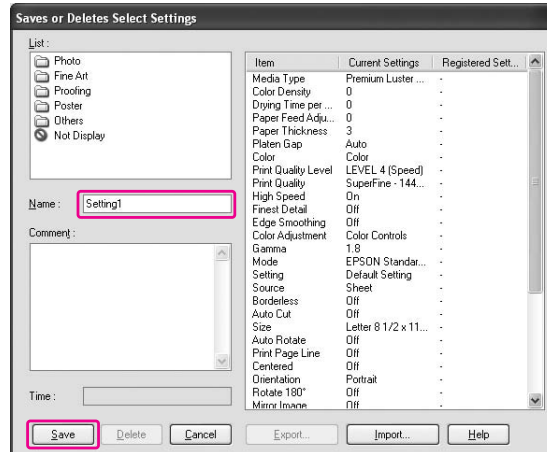 Saves or Deletes Select Settings
List :
Photo
Fine Art
Proofing
Poster
Others
Not Display
Name : Setting1
Comment :
Time :
Item Current Settings Registered Sett...
Media Type Premium Luster ... -
Color Density 0 -
Drying Time per ... 0 -
Paper Feed Adju... 0 -
Paper Thickness 3 -
Platen Gap Auto -
Color Color -
Print Quality Level LEVEL 4 (Speed) -
Print Quality SuperFine - 144... -
High Speed On -
Finest Detail Off -
Edge Smoothing Off -
Color Adjustment Color Controls -
Gamma 1.8 -
Mode EPSON Standar... -
Setting Default Setting -
Source Sheet -
Borderless Off -
Auto Cut Off -
Size Letter 8 1/2 x 11... -
Auto Rotate Off -
Print Page Line Off -
Centered Off -
Orientation Portrait -
Rotate 180° Off -
Mirror Image Off -
Save Delete Cancel Export... Import... Help